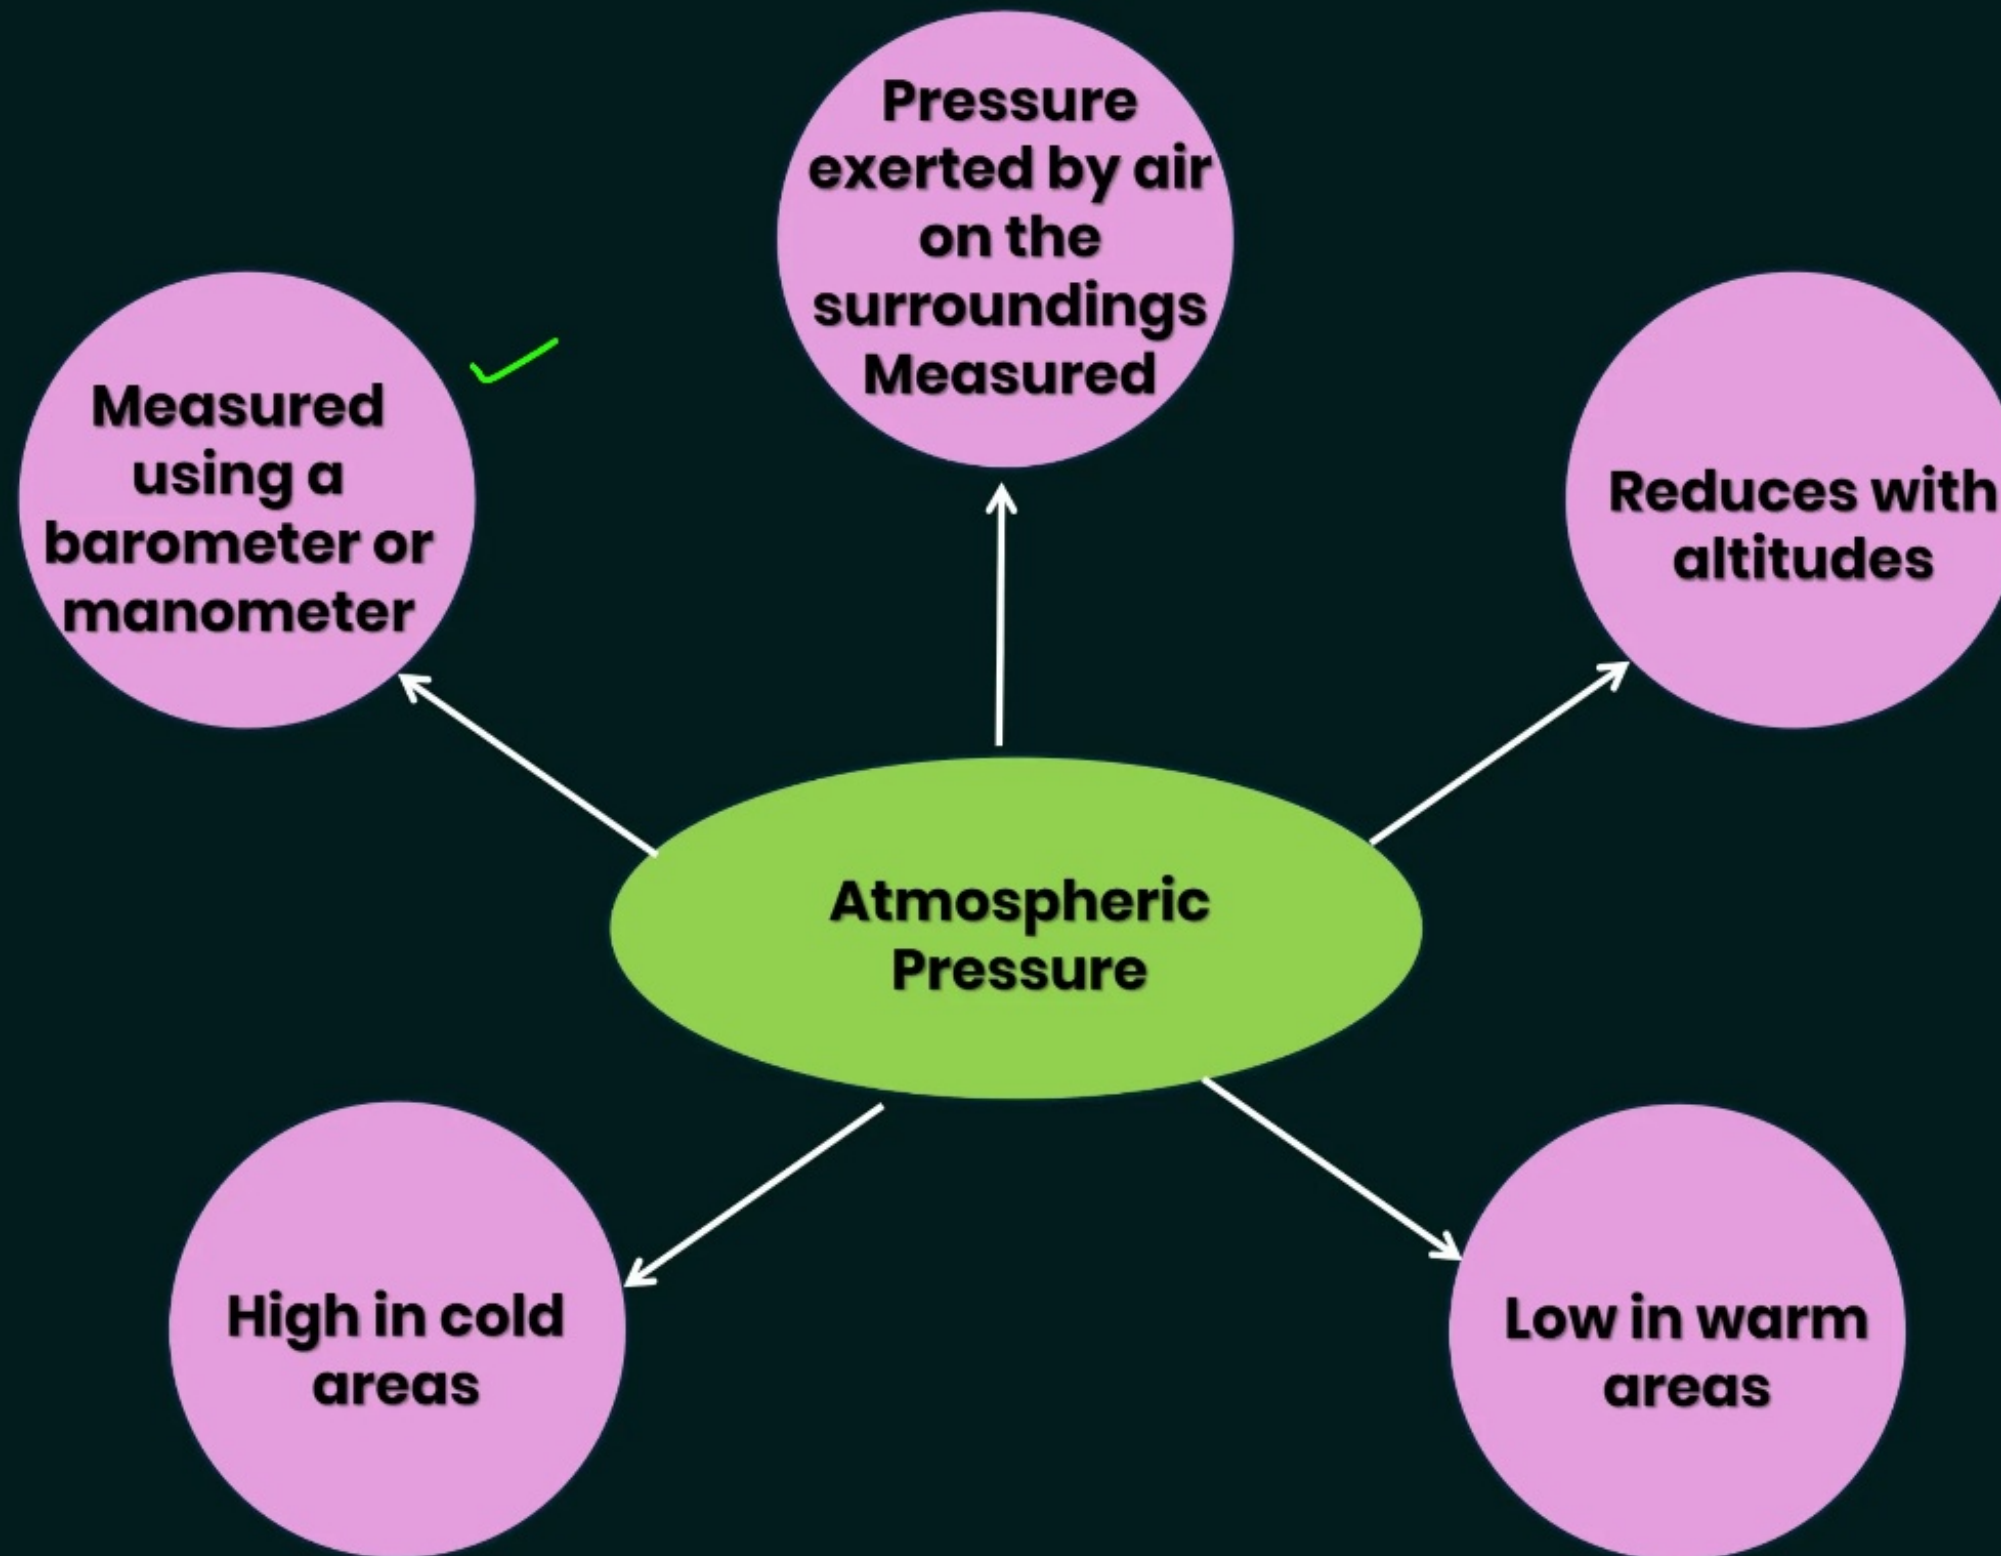 Pressure
exerted by air
on the
surroundings
Measured
Measured
using a
barometer or
manometer
Reduces with
altitudes
Atmospheric
Pressure
High in cold
areas
Low in warm
areas